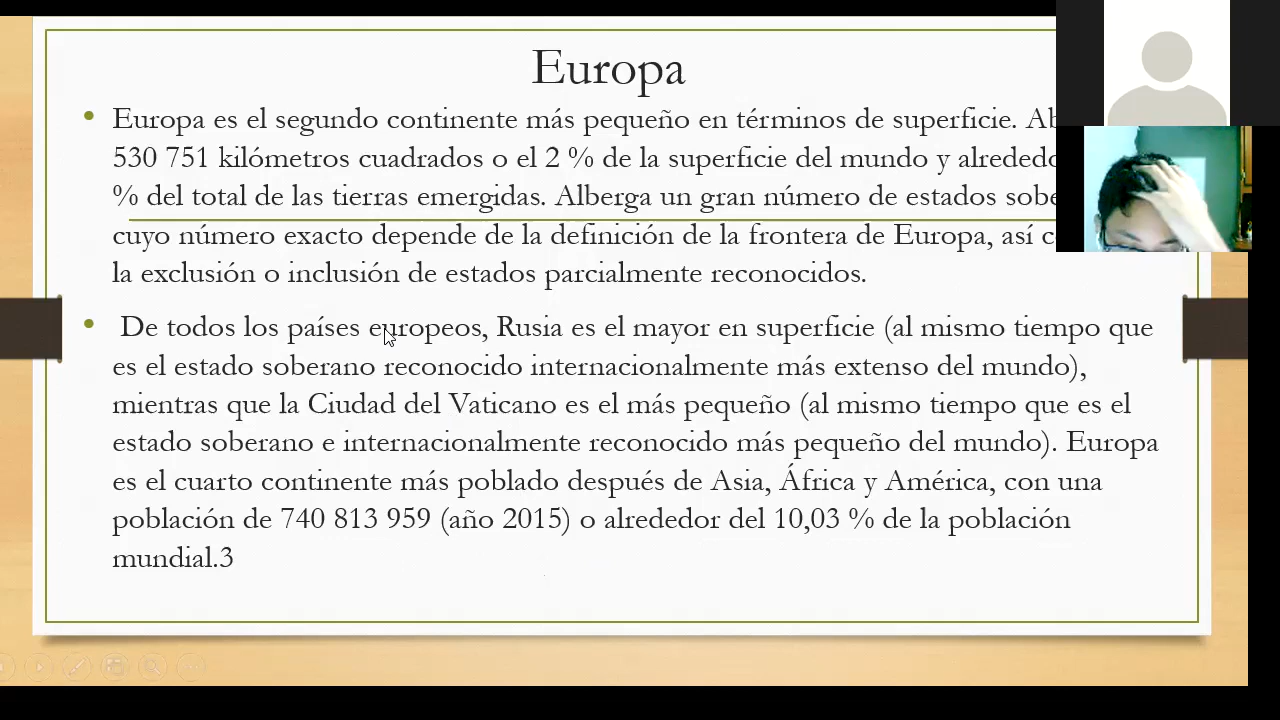 Europa
Europa es el segundo continente más pequeño en términos de superficie.
530 751 kilómetros cuadrados o el 2 % de la superficie del mundo y
% del total de las tierras emergidas. Alberga un gran número de estados
cuyo número exacto depende de la definición de la frontera de Europa, así
la exclusión o inclusión de estados parcialmente reconocidos.
De todos los países europeos, Rusia es el mayor en superficie (al mismo tiempo que
es el estado soberano reconocido internacionalmente más extenso del mundo),
mientras que la Ciudad del Vaticano es el más pequeño (al mismo tiempo que es el
estado soberano e internacionalmente reconocido más pequeño del mundo). Europa
es el cuarto continente más poblado después de Asia, África y América, con una
población de 740 813 959 (año 2015) o alrededor del 10,03 % de la población
mundial.3